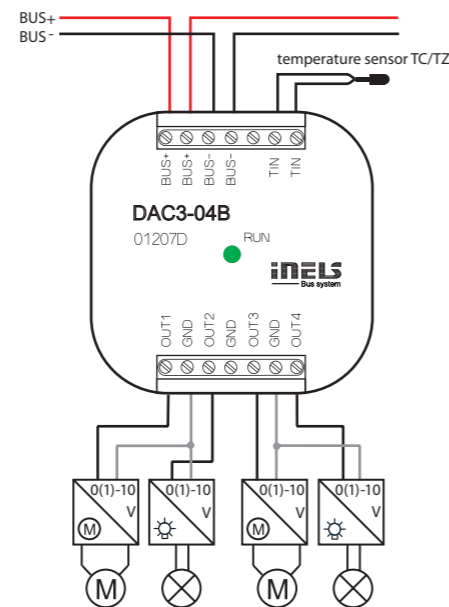 BUS+
BUS-
temperature sensor TC/TZ
BUS+ BUS+ BUS- BUS- TIN TIN
DAC3-04B
01207D RUN
iNELS
Bus system
OUT1 GND OUT2 GND OUT3 GND OUT4
0(1)-10 0(1)-10 0(1)-10 0(1)-10
V V V V
M M
M M